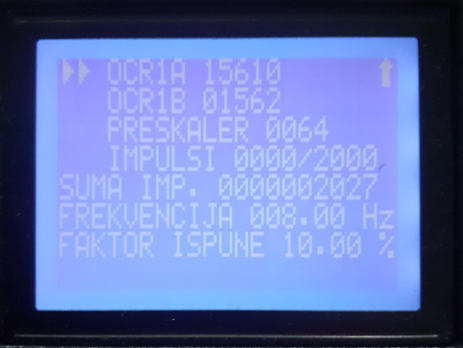 ▶▶ OCR1A 15610 ↑
OCR1B 01562
PRESKALER 0064
IMPULSI 0000/2000
SUMA IMP. 0000002027
FREKVENCIJA 008.00 Hz
FAKTOR ISPUNE 10.00 %